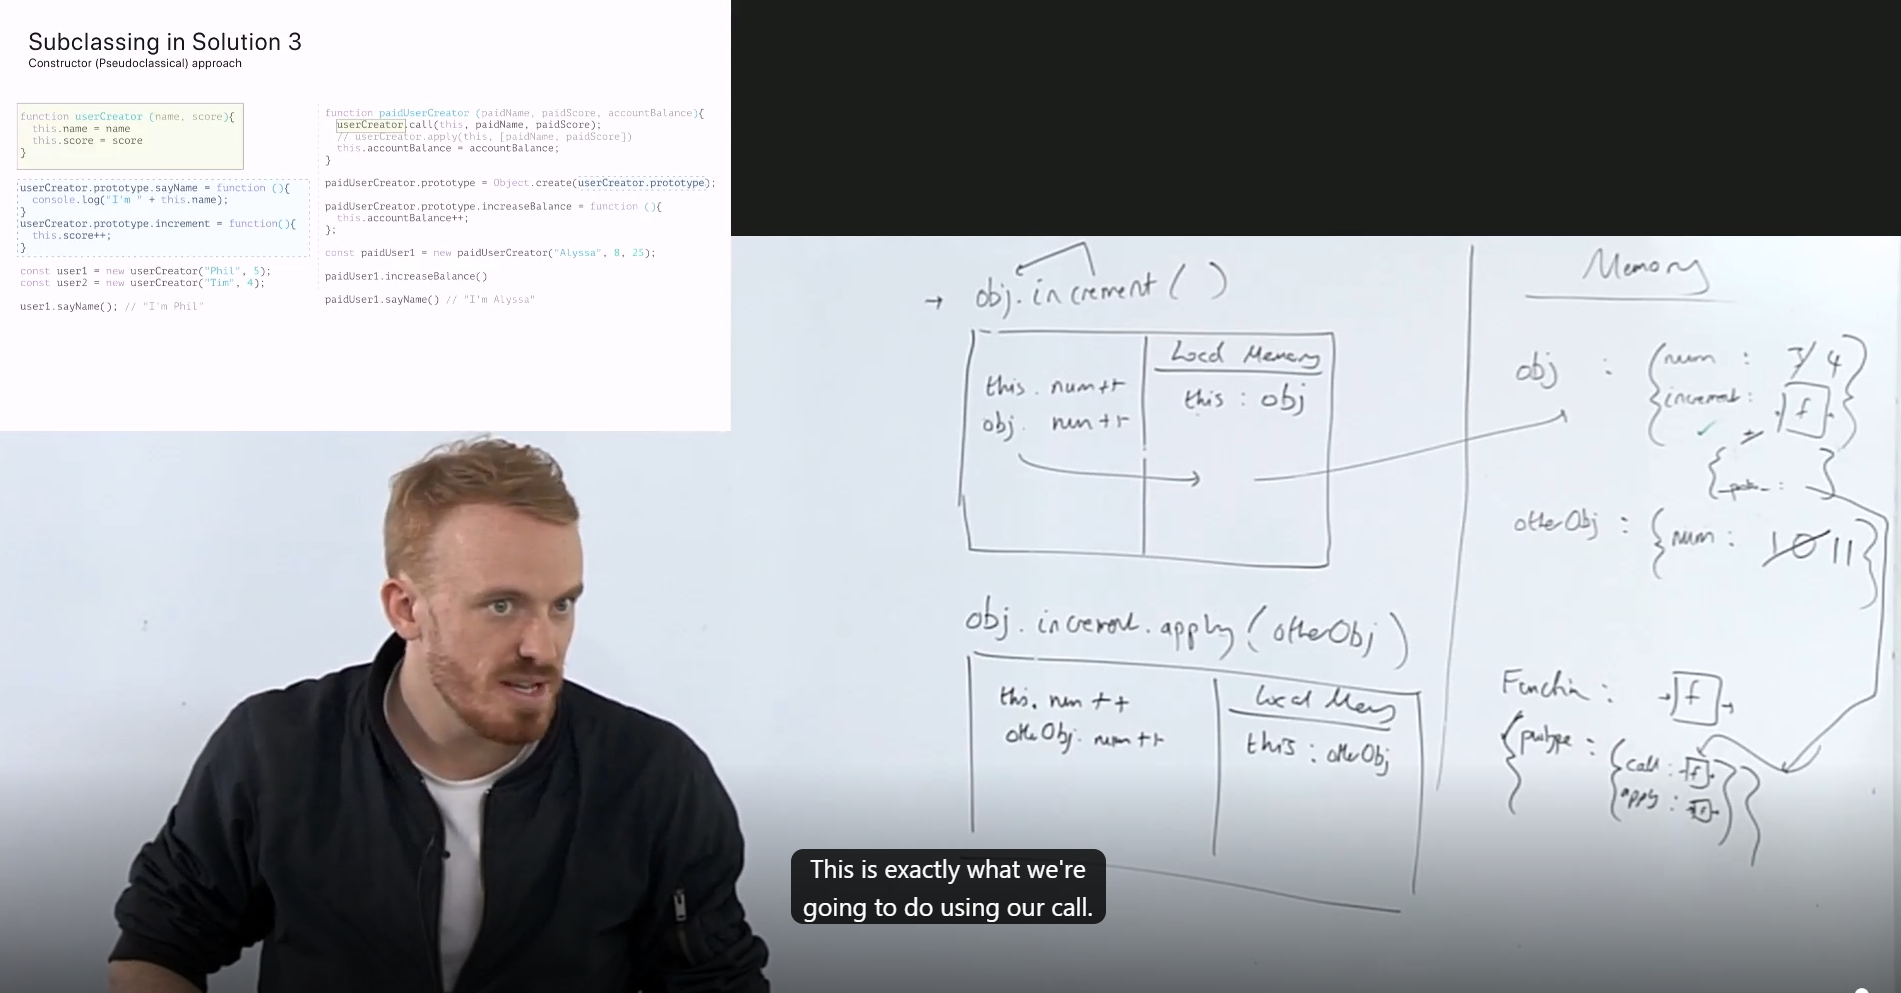 Subclassing in Solution 3
Constructor (Pseudoclassical) approach
function userCreator (name, score){
this.name = name
this.score = score
}
userCreator.prototype.sayName = function (){
console.log("I'm " + this.name);
}
userCreator.prototype.increment = function(){
this.score++;
}
const user1 = new userCreator("Phil", 5);
const user2 = new userCreator("Tim", 4);
user1.sayName(); // "I'm Phil"
function paidUserCreator (paidName, paidScore, accountBalance){
userCreator.call(this, paidName, paidScore);
// userCreator.apply(this, [paidName, paidScore])
this.accountBalance = accountBalance;
}
paidUserCreator.prototype = Object.create(userCreator.prototype);
paidUserCreator.prototype.increaseBalance = function (){
this.accountBalance++;
};
const paidUser1 = new paidUserCreator("Alyssa", 8, 25);
paidUser1.increaseBalance()
paidUser1.sayName() // "I'm Alyssa"
→ obj.increment( )
Local Memory
this. num++
this : obj
obj. num++
obj.increment.apply(otherObj)
this. num ++
Local Mem
otherObj. num++
this : otherObj
Memory
obj : {num : 3 4
increment : f }
{ : }
otherObj : {num : 10 11}
Function : f
{prototype :
{call : f
apply : f } }
This is exactly what we're
going to do using our call.